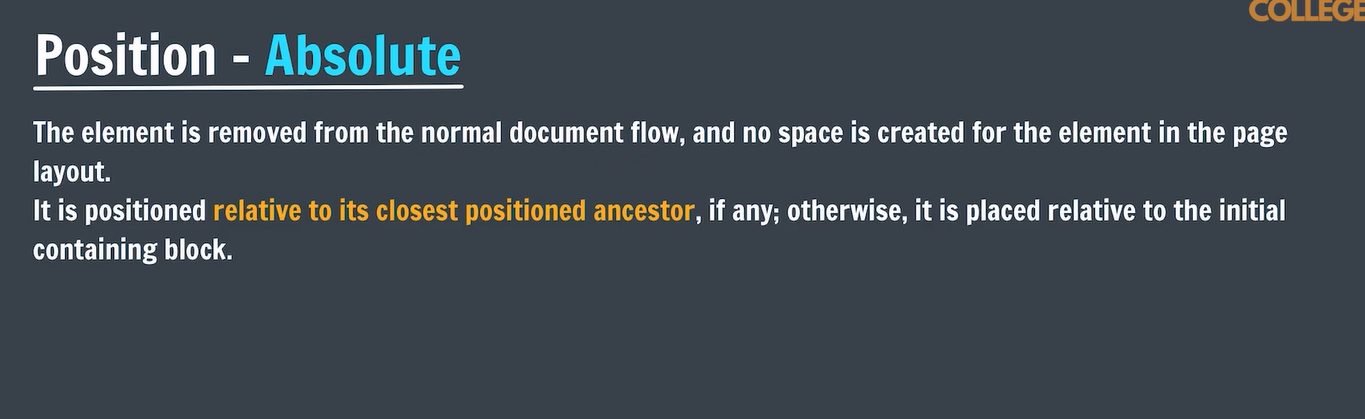 COLLEGE
Position - Absolute
The element is removed from the normal document flow, and no space is created for the element in the page
layout.
It is positioned relative to its closest positioned ancestor, if any; otherwise, it is placed relative to the initial
containing block.